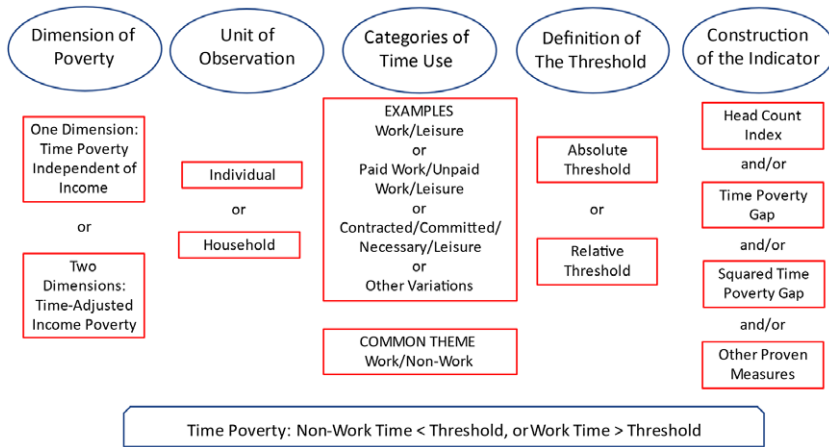 Dimension of
Poverty
Unit of
Observation
Categories of
Time Use
Definition of
The Threshold
Construction
of the Indicator
One Dimension:
Time Poverty
Independent of
Income
or
Two
Dimensions:
Time-Adjusted
Income Poverty
Individual
or
Household
EXAMPLES
Work/Leisure
or
Paid Work/Unpaid
Work/Leisure
or
Contracted/Committed/
Necessary/Leisure
or
Other Variations
COMMON THEME
Work/Non-Work
Absolute
Threshold
or
Relative
Threshold
Head Count
Index
and/or
Time Poverty
Gap
and/or
Squared Time
Poverty Gap
and/or
Other Proven
Measures
Time Poverty: Non-Work Time < Threshold, orWork Time > Threshold